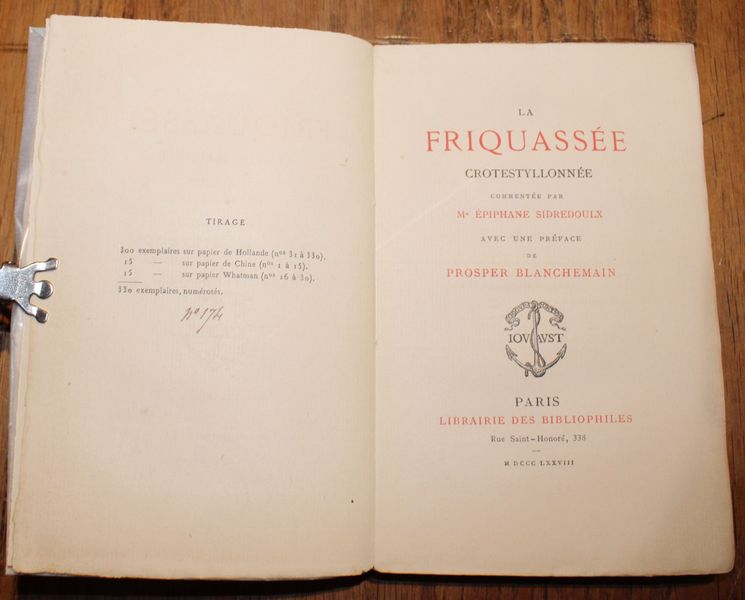 TIRAGE
300 exemplaires sur papier de Hollande (nos 31 à 330).
15 — sur papier de Chine (nos 1 à 15).
15 — sur papier Whatman (nos 16 à 30).
330 exemplaires, numérotés.
no 174
LA
FRIQUASSÉE
CROTESTYLLONNÉE
COMMENTÉE PAR
Me ÉPIPHANE SIDREDOULX
AVEC UNE PRÉFACE
DE
PROSPER BLANCHEMAIN
IOV AVST
PARIS
LIBRAIRIE DES BIBLIOPHILES
Rue Saint-Honoré, 338
—
M DCCC LXXVIII